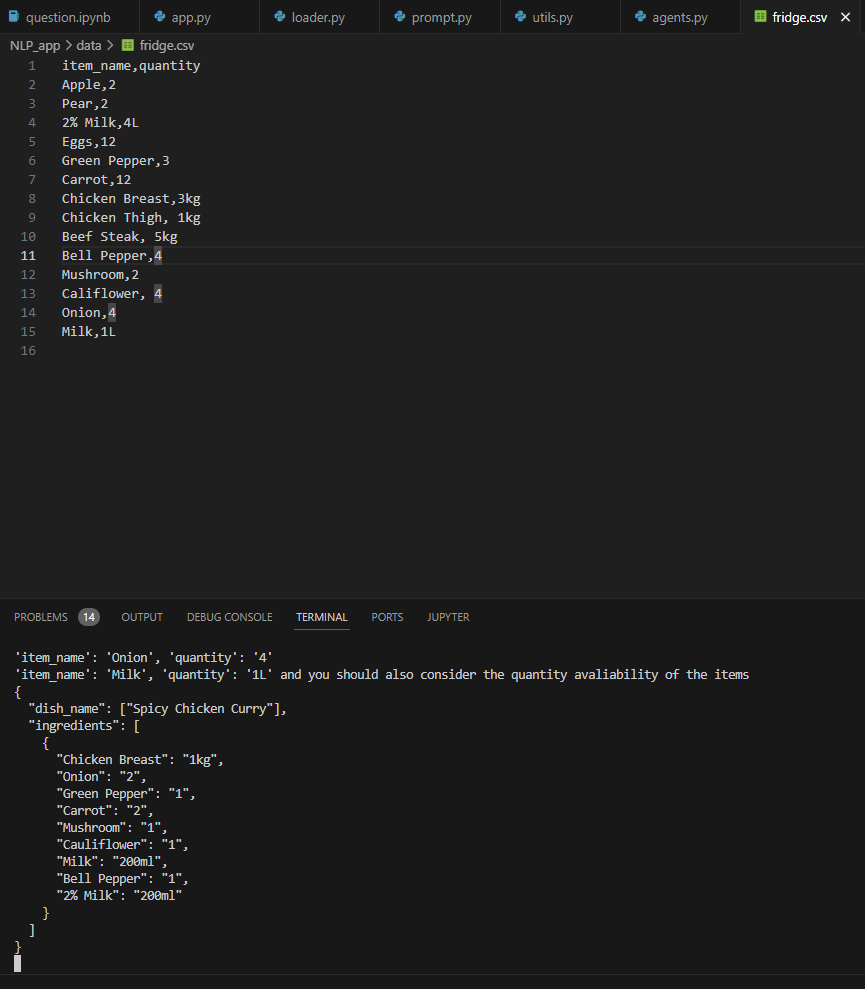 question.ipynb app.py loader.py prompt.py utils.py agents.py fridge.csv
NLP_app > data > fridge.csv
1 item_name,quantity
2 Apple,2
3 Pear,2
4 2% Milk,4L
5 Eggs,12
6 Green Pepper,3
7 Carrot,12
8 Chicken Breast,3kg
9 Chicken Thigh, 1kg
10 Beef Steak, 5kg
11 Bell Pepper,4
12 Mushroom,2
13 Califlower, 4
14 Onion,4
15 Milk,1L
16
PROBLEMS 14 OUTPUT DEBUG CONSOLE TERMINAL PORTS JUPYTER
'item_name': 'Onion', 'quantity': '4'
'item_name': 'Milk', 'quantity': '1L' and you should also consider the quantity avaliability of the items
{
  "dish_name": ["Spicy Chicken Curry"],
  "ingredients": [
    {
      "Chicken Breast": "1kg",
      "Onion": "2",
      "Green Pepper": "1",
      "Carrot": "2",
      "Mushroom": "1",
      "Cauliflower": "1",
      "Milk": "200ml",
      "Bell Pepper": "1",
      "2% Milk": "200ml"
    }
  ]
}